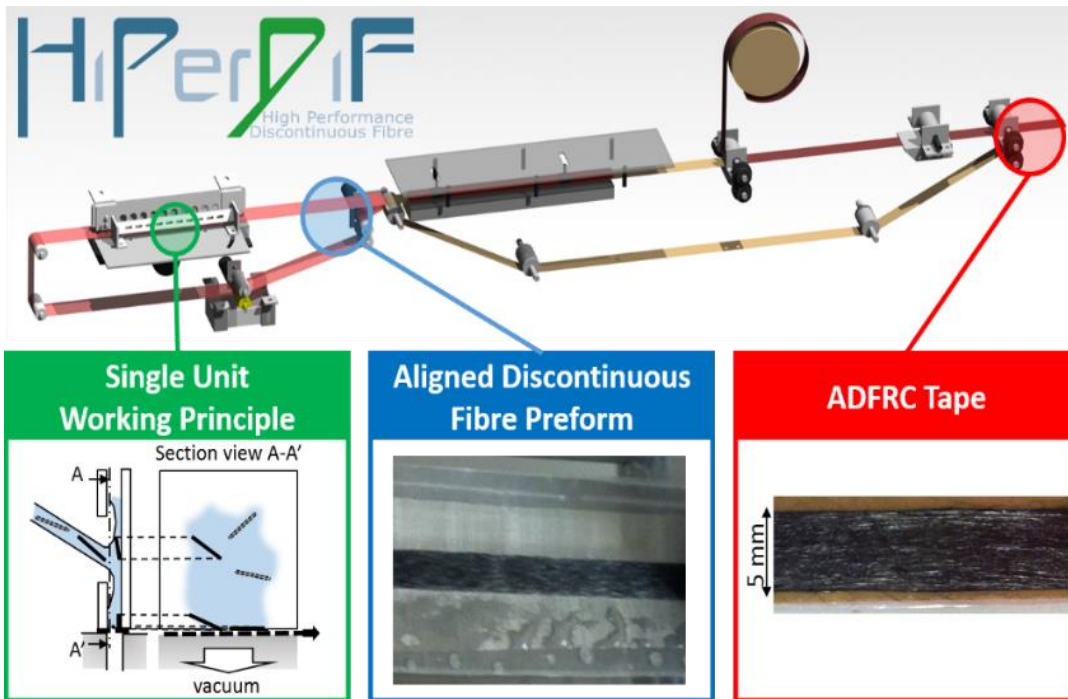 HiPerDiF
High Performance
Discontinuous Fibre
Single Unit
Working Principle
Section view A-A'
A
A'
vacuum
Aligned Discontinuous
Fibre Preform
ADFRC Tape
5 mm